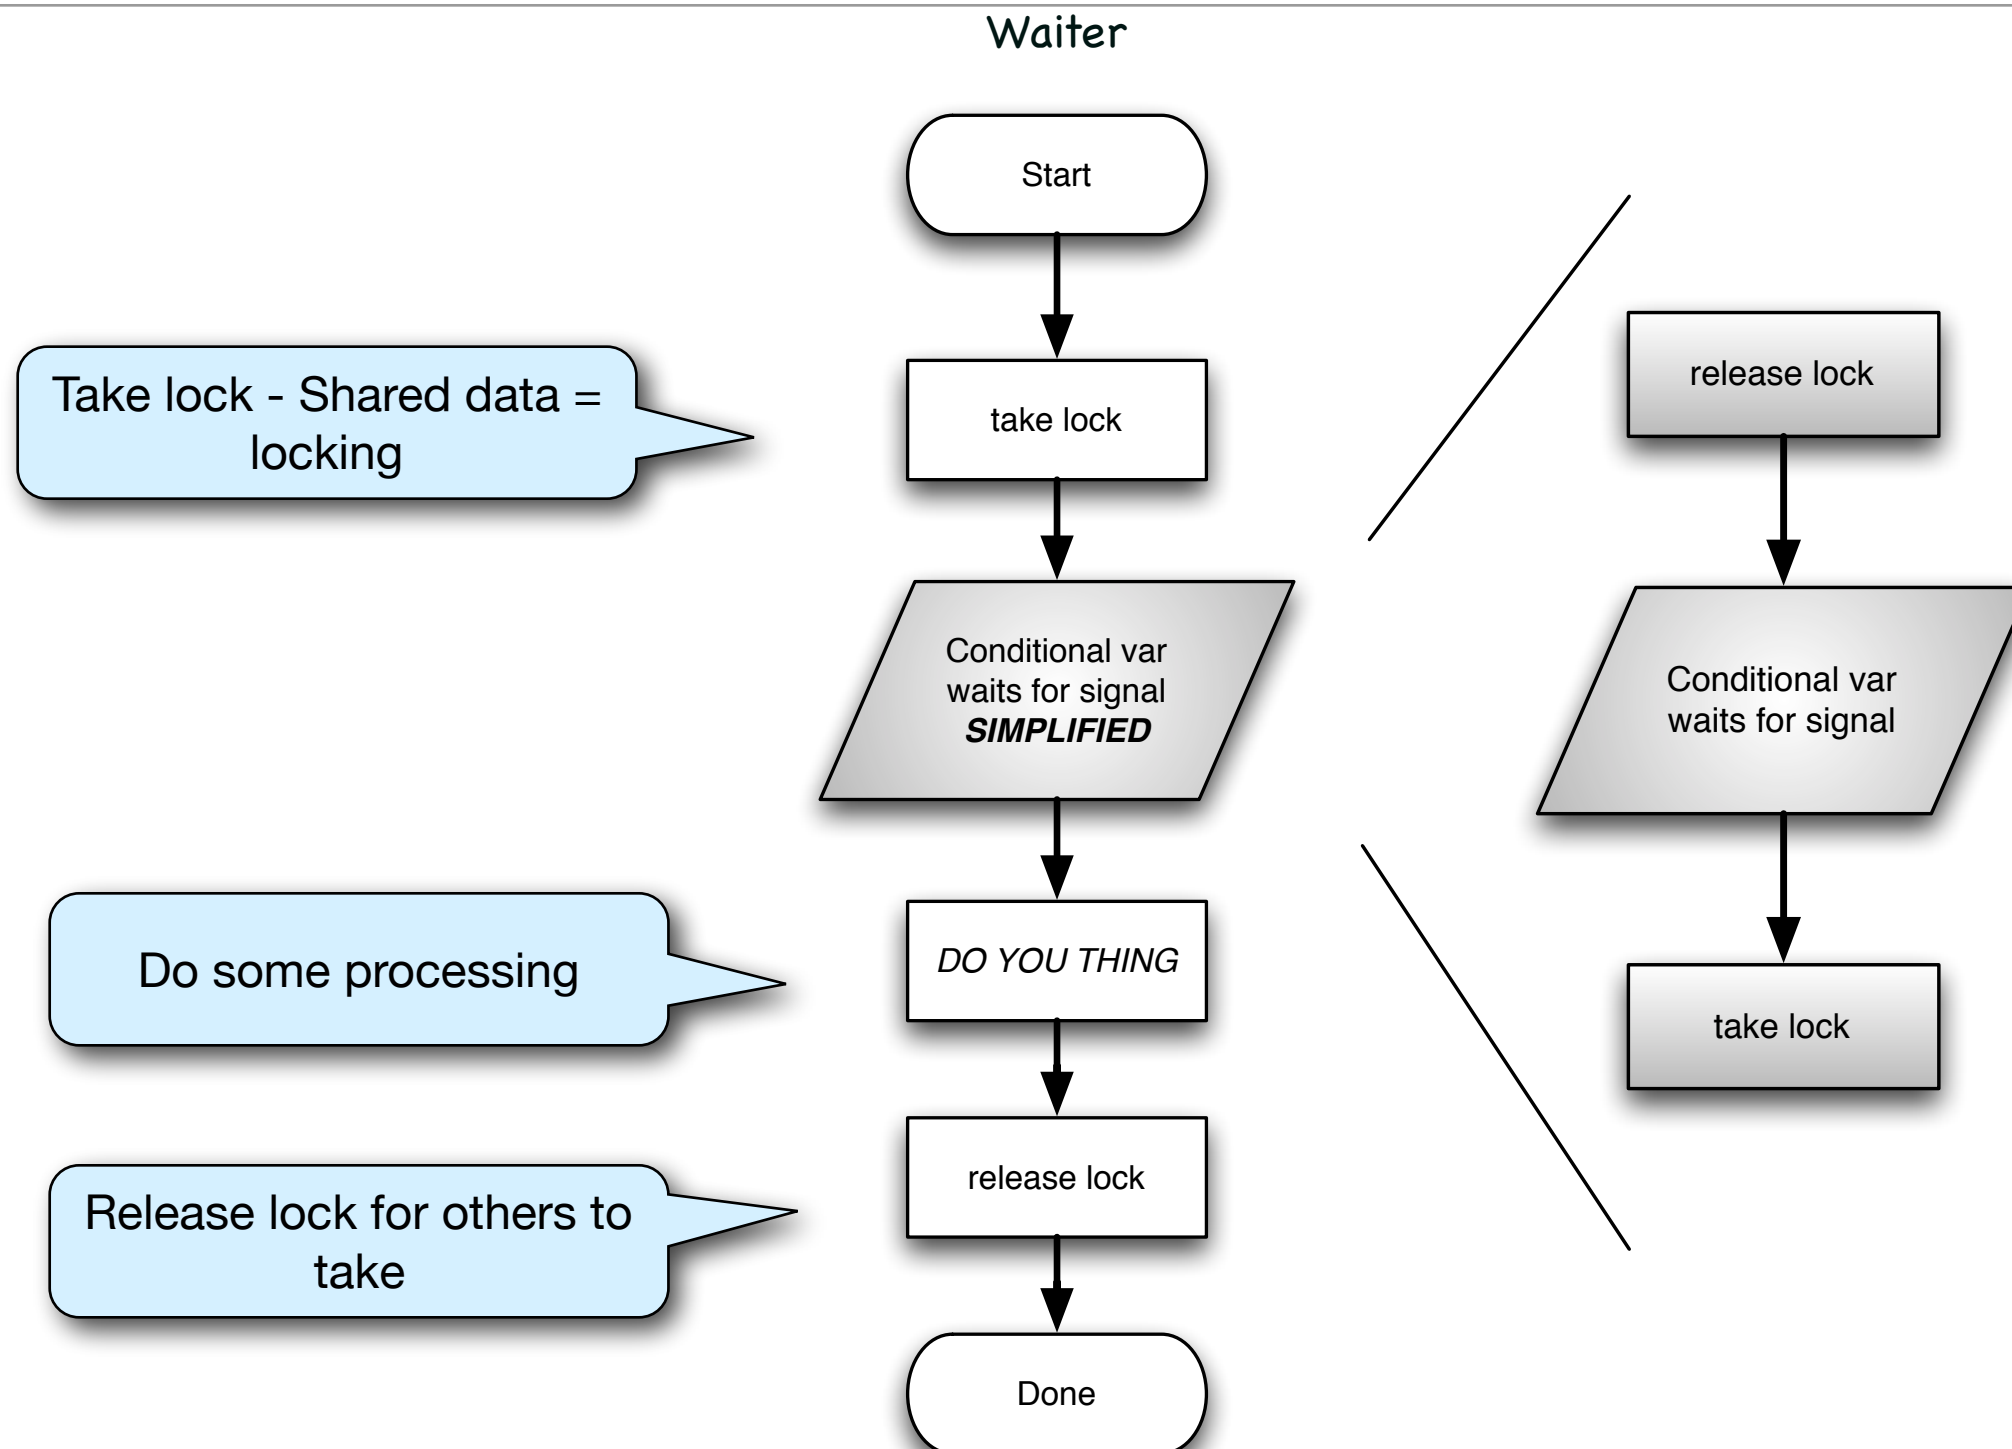 Waiter
Start
Take lock - Shared data =
locking
take lock
release lock
Conditional var
waits for signal
SIMPLIFIED
Conditional var
waits for signal
Do some processing
DO YOU THING
take lock
Release lock for others to
take
release lock
Done